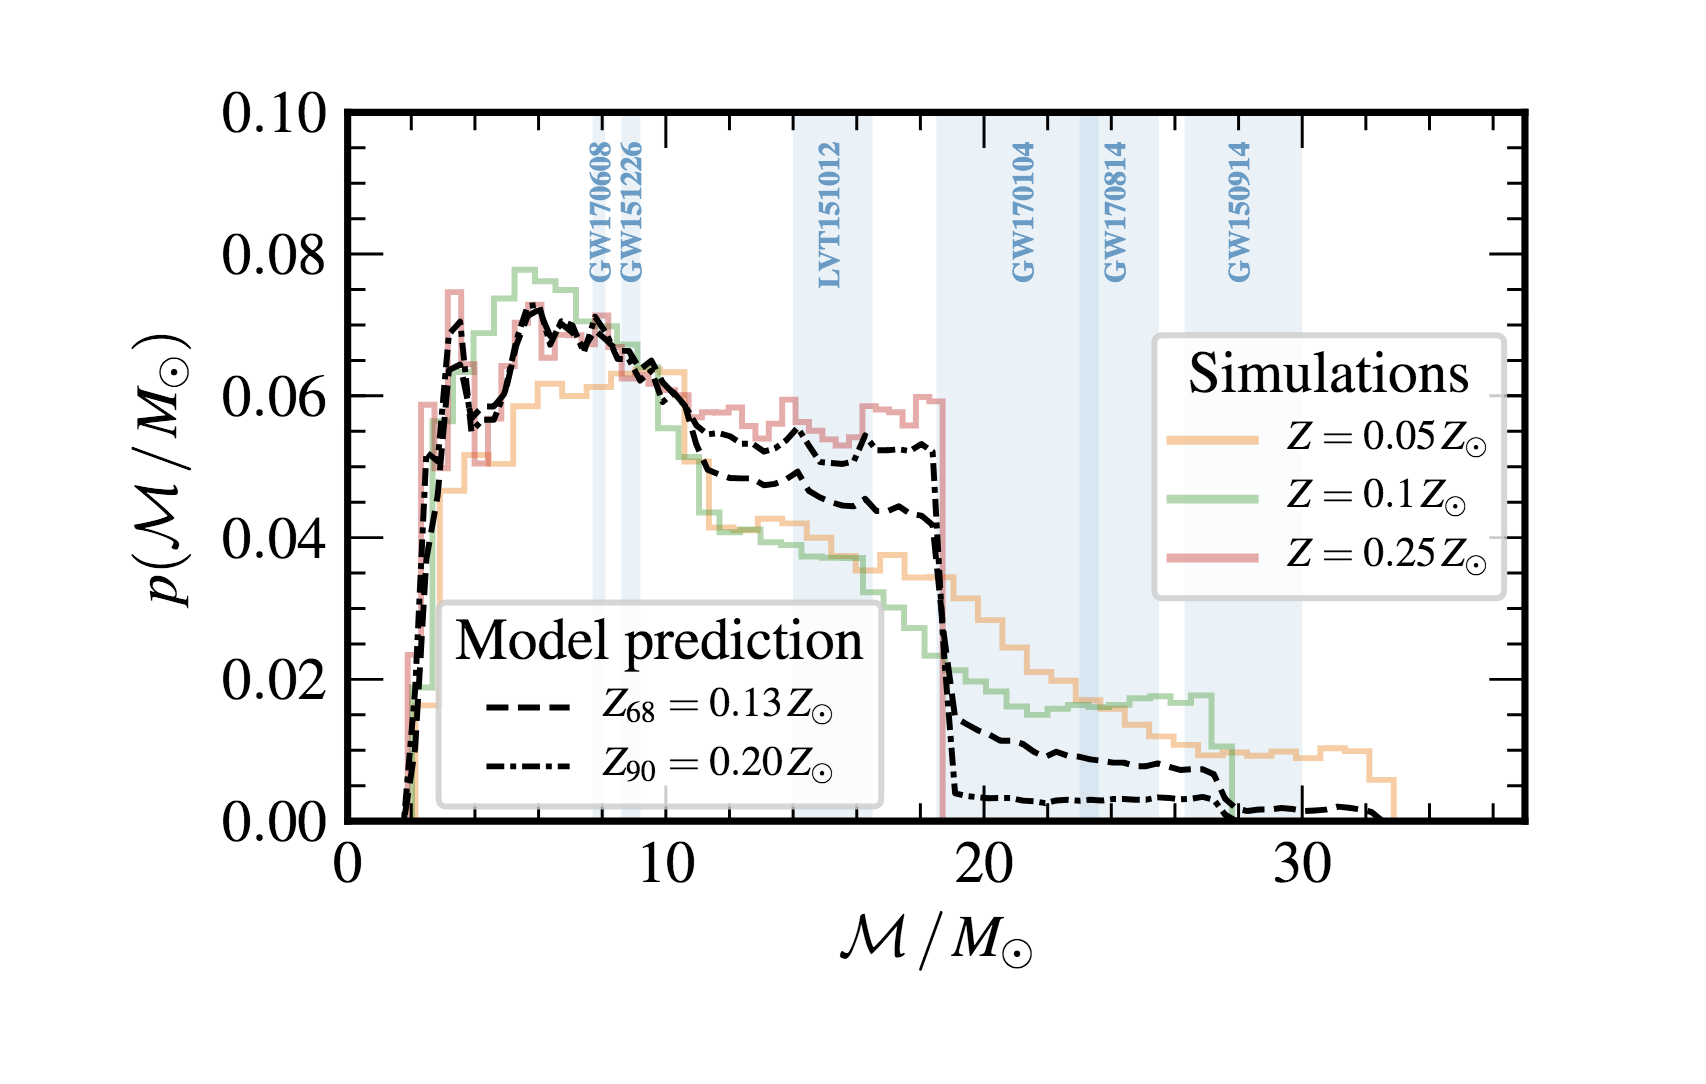 p(ℳ / M⊙)
0.10
0.08
0.06
0.04
0.02
0.00
GW170608
GW151226
LVT151012
GW170104
GW170814
GW150914
Simulations
Z = 0.05 Z⊙
Z = 0.1 Z⊙
Z = 0.25 Z⊙
Model prediction
Z₆₈ = 0.13 Z⊙
Z₉₀ = 0.20 Z⊙
0 10 20 30
ℳ / M⊙